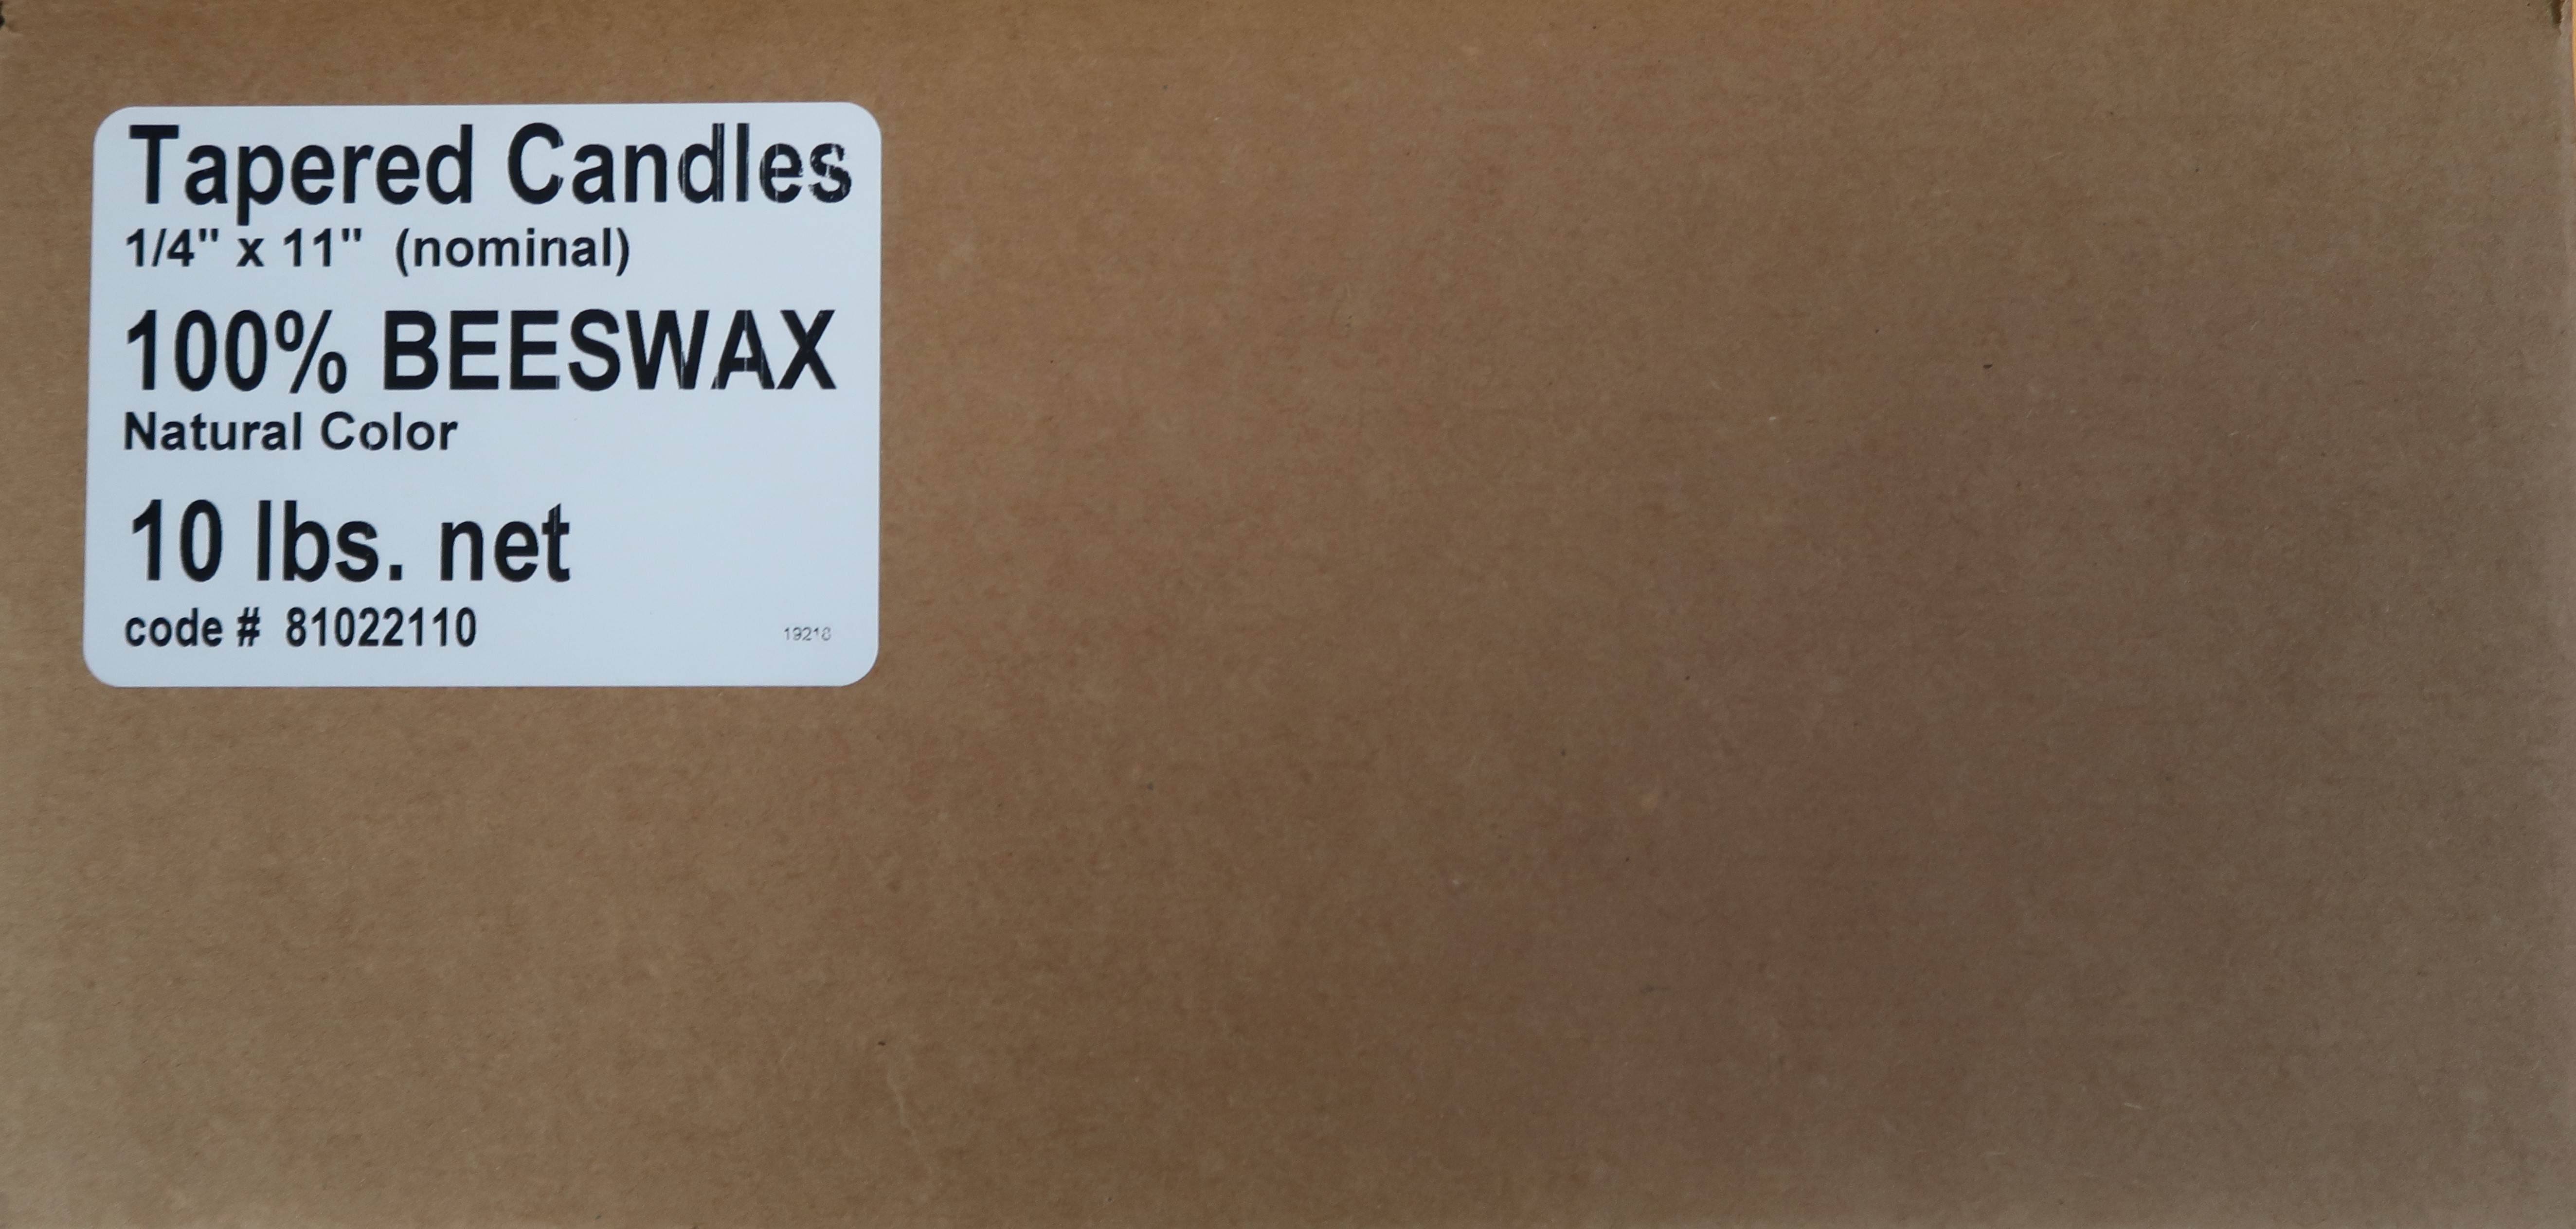 Tapered Candles
1/4" x 11" (nominal)
100% BEESWAX
Natural Color
10 lbs. net
code # 81022110
19218